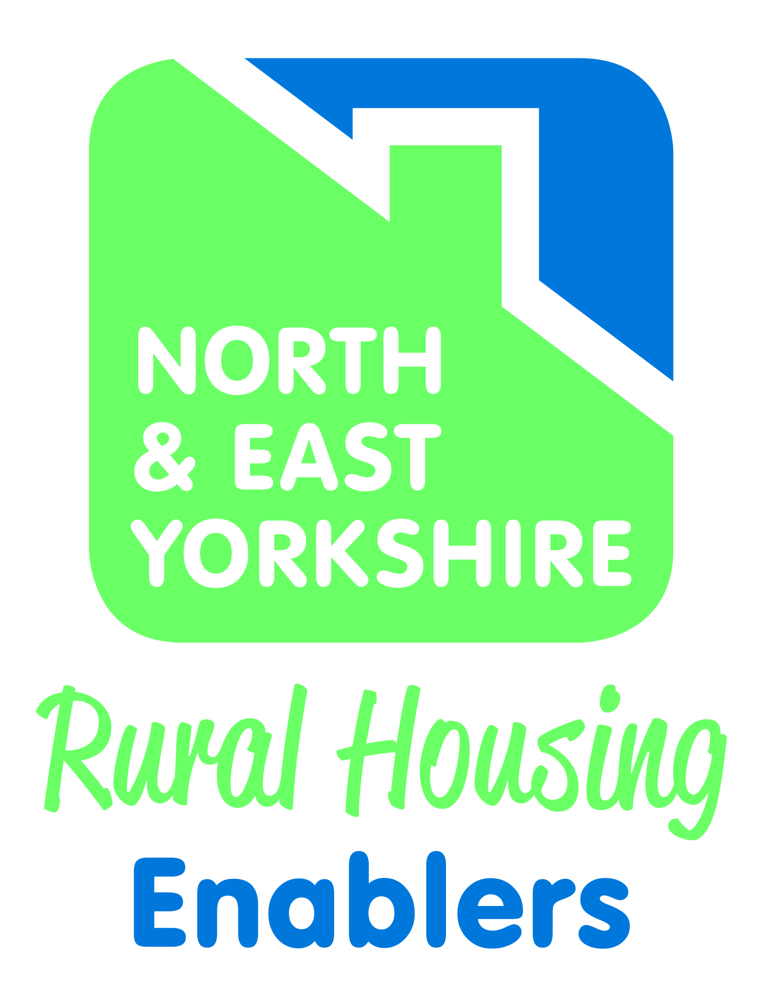 NORTH
& EAST
YORKSHIRE
Rural Housing
Enablers